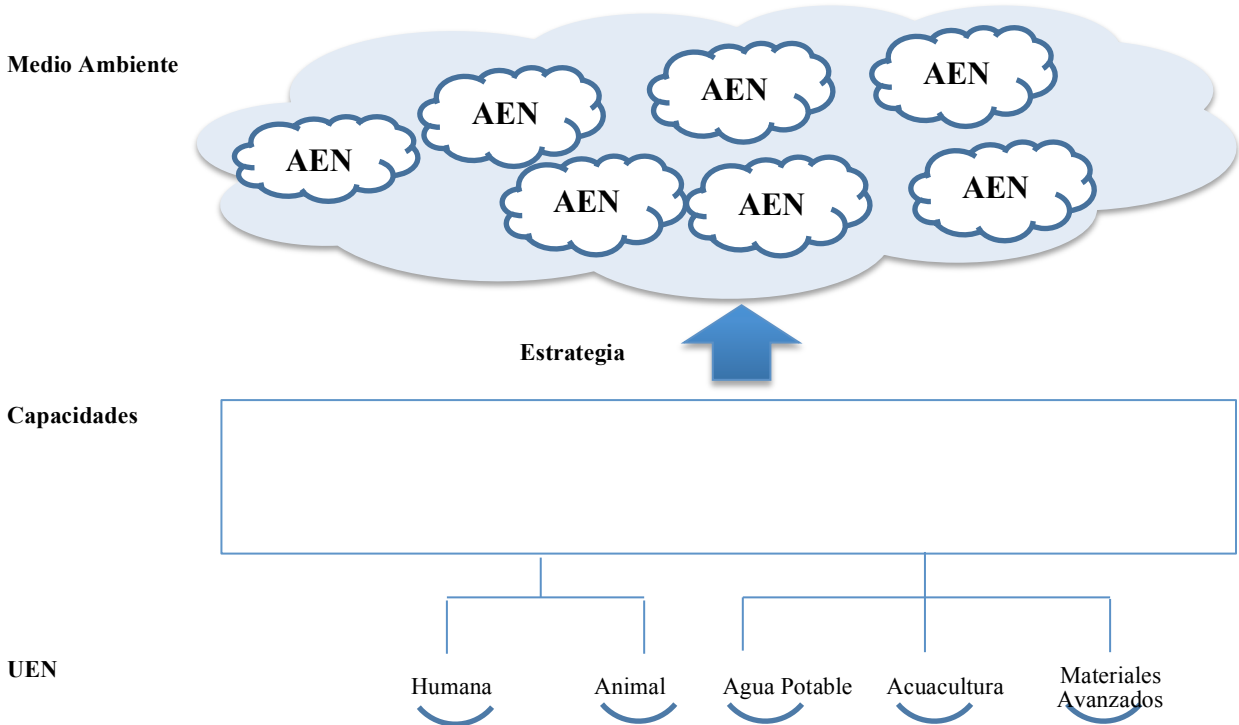 Medio Ambiente
AEN
AEN
AEN
AEN
AEN
AEN
AEN
Estrategia
Capacidades
UEN
Humana
Animal
Agua Potable
Acuacultura
Materiales
Avanzados